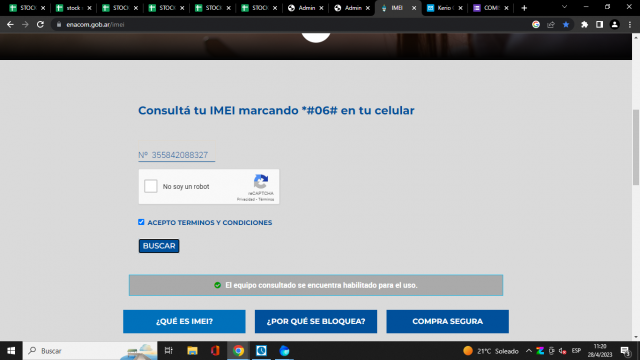 STOCK
stock
STOCK
STOCK
STOCK
STOCK
Admin
Admin
IMEI
Kerio
COMB
enacom.gob.ar/imei
Consultá tu IMEI marcando *#06# en tu celular
Nº 355842088327
No soy un robot
reCAPTCHA
Privacidad - Términos
ACEPTO TERMINOS Y CONDICIONES
BUSCAR
El equipo consultado se encuentra habilitado para el uso.
¿QUÉ ES IMEI?
¿POR QUÉ SE BLOQUEA?
COMPRA SEGURA
Buscar
21°C Soleado
ESP
11:20
28/4/2023